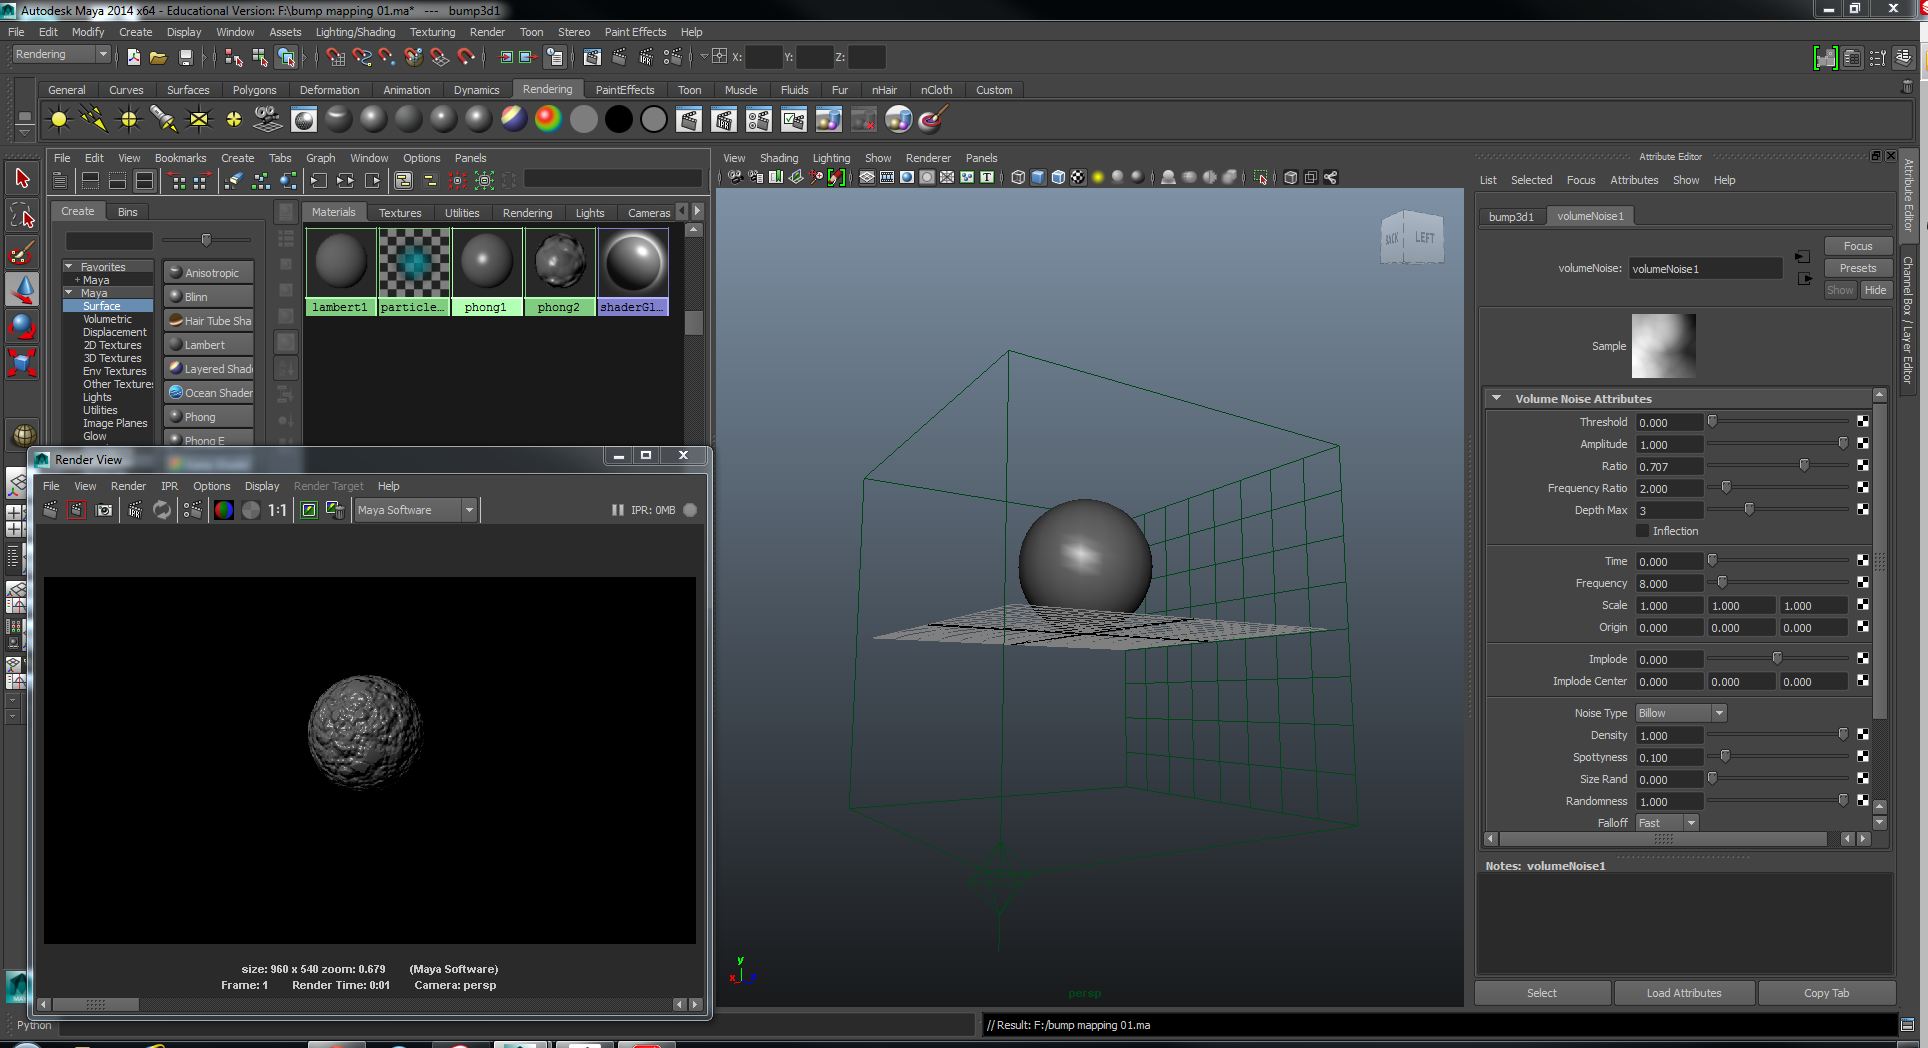 Autodesk Maya 2014 x64 - Educational Version: F:\bump mapping 01.ma* --- bump3d1
File Edit Modify Create Display Window Assets Lighting/Shading Texturing Render Toon Stereo Paint Effects Help
Rendering X: Y: Z:
General Curves Surfaces Polygons Deformation Animation Dynamics Rendering PaintEffects Toon Muscle Fluids Fur nHair nCloth Custom
File Edit View Bookmarks Create Tabs Graph Window Options Panels
Create Bins
Materials Textures Utilities Rendering Lights Cameras
Favorites
+ Maya
Maya
Surface
Volumetric
Displacement
2D Textures
3D Textures
Env Textures
Other Textures
Lights
Utilities
Image Planes
Glow
Anisotropic
Blinn
Hair Tube Sha
Lambert
Layered Shad
Ocean Shader
Phong
Phong E
lambert1 particle... phong1 phong2 shaderGl...
View Shading Lighting Show Renderer Panels
BACK LEFT
persp
y
x
Render View
File View Render IPR Options Display Render Target Help
1:1 Maya Software IPR: 0MB
size: 960 x 540 zoom: 0.679 (Maya Software)
Frame: 1 Render Time: 0:01 Camera: persp
Attribute Editor
List Selected Focus Attributes Show Help
bump3d1 volumeNoise1
volumeNoise: volumeNoise1
Focus
Presets
Show Hide
Sample
Volume Noise Attributes
Threshold 0.000
Amplitude 1.000
Ratio 0.707
Frequency Ratio 2.000
Depth Max 3
Inflection
Time 0.000
Frequency 8.000
Scale 1.000 1.000 1.000
Origin 0.000 0.000 0.000
Implode 0.000
Implode Center 0.000 0.000 0.000
Noise Type Billow
Density 1.000
Spottyness 0.100
Size Rand 0.000
Randomness 1.000
Falloff Fast
Notes: volumeNoise1
Select Load Attributes Copy Tab
Attribute Editor
Channel Box / Layer Editor
Python
// Result: F:/bump mapping 01.ma